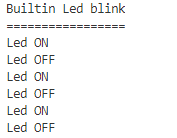 Builtin Led blink
=================
Led ON
Led OFF
Led ON
Led OFF
Led ON
Led OFF